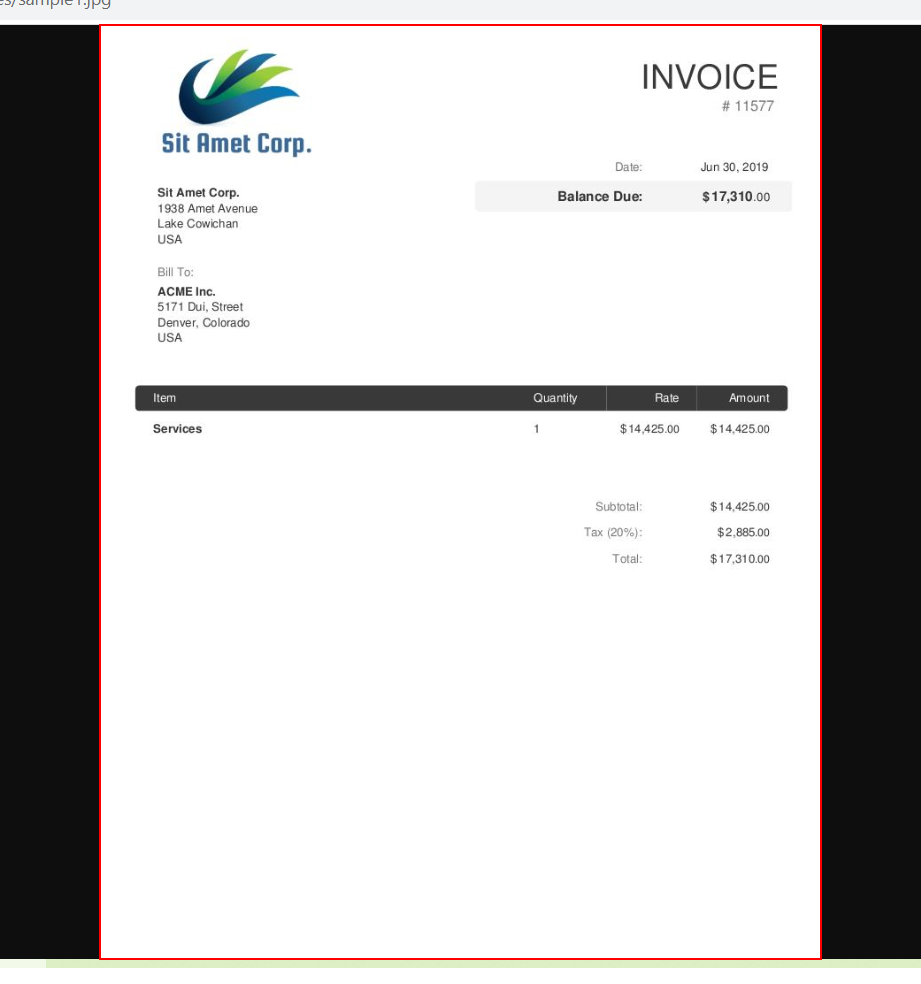 es/sample1.jpg
Sit Amet Corp.
INVOICE
# 11577
Date: Jun 30, 2019
Balance Due: $17,310.00
Sit Amet Corp.
1938 Amet Avenue
Lake Cowichan
USA
Bill To:
ACME Inc.
5171 Dui, Street
Denver, Colorado
USA
Item Quantity Rate Amount
Services 1 $14,425.00 $14,425.00
Subtotal: $14,425.00
Tax (20%): $2,885.00
Total: $17,310.00